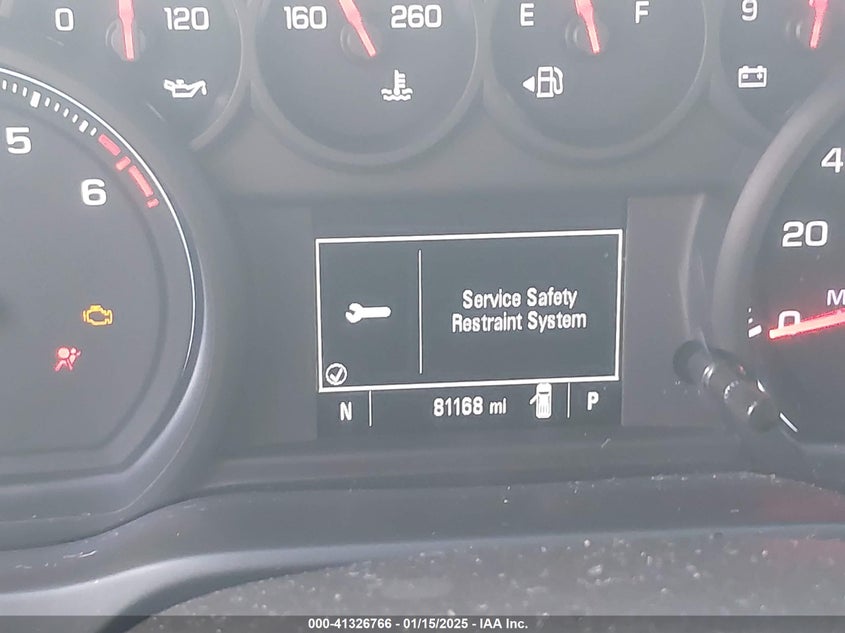 0 120
160 260
E F
9
5
6
4
20
0
M
Service Safety
Restraint System
N 81168 mi P
000-41326766 - 01/15/2025 - IAA Inc.